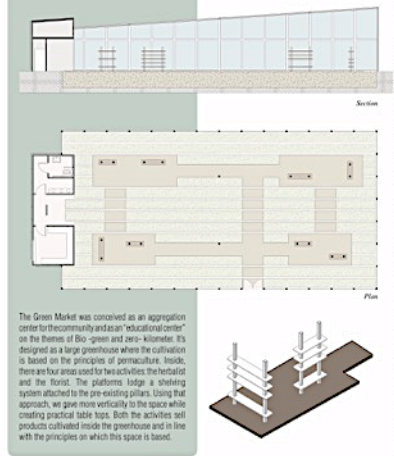 Section
Plan
The Green Market was conceived as an aggregation
center for the community and as an "educational center"
on the themes of Bio -green and zero- kilometer. It's
designed as a large greenhouse where the cultivation
is based on the principles of permaculture. Inside,
there are four areas used for two activities: the herbalist
and the florist. The platforms lodge a shelving
system attached to the pre-existing pillars. Using that
approach, we gave more verticality to the space while
creating practical table tops. Both the activities sell
products cultivated inside the greenhouse and in line
with the principles on which this space is based.